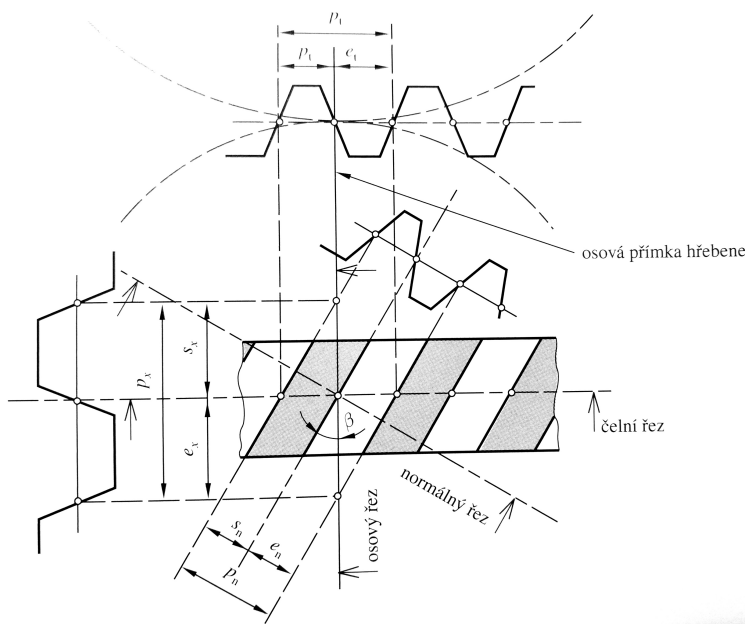 p_t
p_t
e_t
osová přímka hřebene
s_x
p_x
e_x
β
čelní řez
normálný řez
s_n
e_n
p_n
osový řez